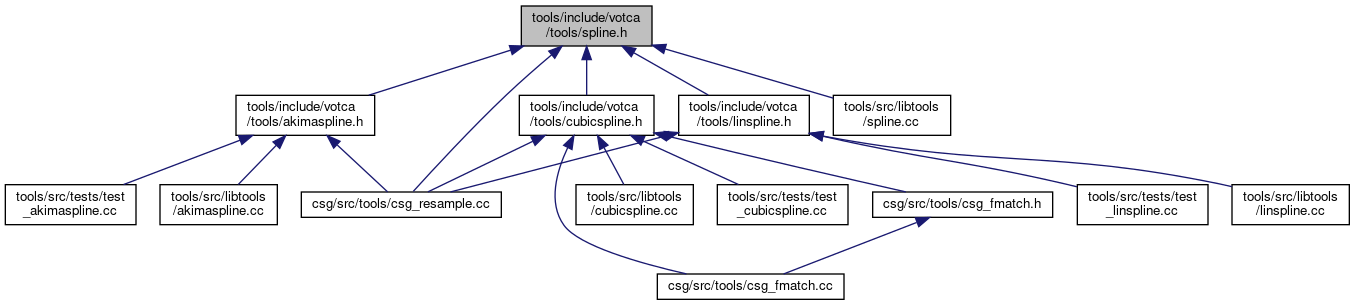 tools/include/votca
/tools/spline.h
tools/include/votca
/tools/akimaspline.h
tools/include/votca
/tools/cubicspline.h
tools/include/votca
/tools/linspline.h
tools/src/libtools
/spline.cc
tools/src/tests/test
_akimaspline.cc
tools/src/libtools
/akimaspline.cc
csg/src/tools/csg_resample.cc
tools/src/libtools
/cubicspline.cc
tools/src/tests/test
_cubicspline.cc
csg/src/tools/csg_fmatch.h
tools/src/tests/test
_linspline.cc
tools/src/libtools
/linspline.cc
csg/src/tools/csg_fmatch.cc